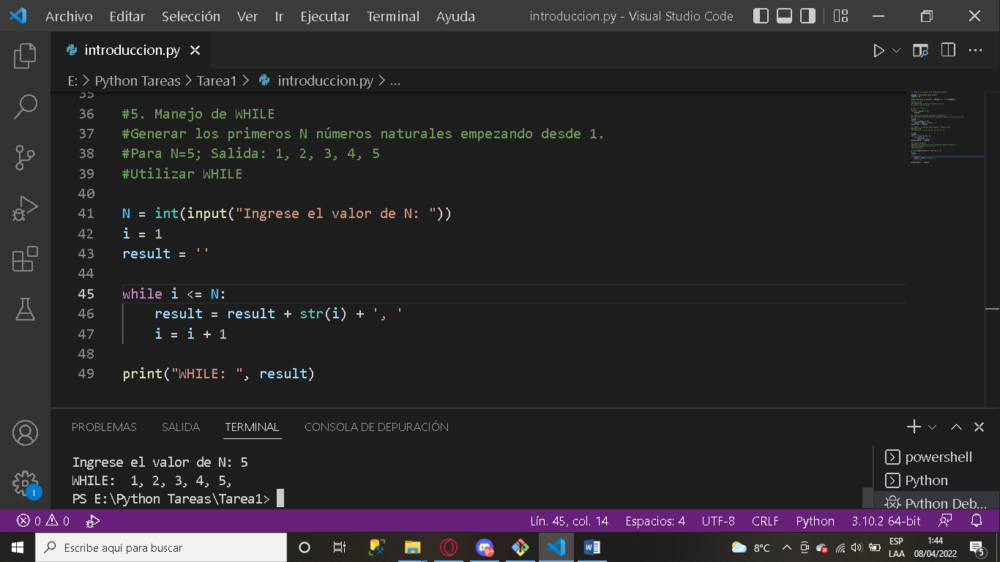 Archivo Editar Selección Ver Ir Ejecutar Terminal Ayuda introduccion.py - Visual Studio Code
introduccion.py
E: > Python Tareas > Tarea1 > introduccion.py > ...
35
36 #5. Manejo de WHILE
37 #Generar los primeros N números naturales empezando desde 1.
38 #Para N=5; Salida: 1, 2, 3, 4, 5
39 #Utilizar WHILE
40
41 N = int(input("Ingrese el valor de N: "))
42 i = 1
43 result = ''
44
45 while i <= N:
46 result = result + str(i) + ', '
47 i = i + 1
48
49 print("WHILE: ", result)
PROBLEMAS SALIDA TERMINAL CONSOLA DE DEPURACIÓN
Ingrese el valor de N: 5
WHILE:  1, 2, 3, 4, 5,
PS E:\Python Tareas\Tarea1>
powershell
Python
Python Deb...
1
0 0 Lín. 45, col. 14 Espacios: 4 UTF-8 CRLF Python 3.10.2 64-bit
Escribe aquí para buscar 9+ 8°C ESP LAA 1:44 08/04/2022 5